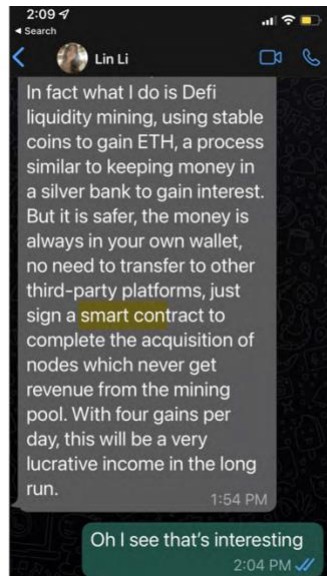 2:09
Search
Lin Li
In fact what I do is Defi
liquidity mining, using stable
coins to gain ETH, a process
similar to keeping money in
a silver bank to gain interest.
But it is safer, the money is
always in your own wallet,
no need to transfer to other
third-party platforms, just
sign a smart contract to
complete the acquisition of
nodes which never get
revenue from the mining
pool. With four gains per
day, this will be a very
lucrative income in the long
run.
1:54 PM
Oh I see that's interesting
2:04 PM